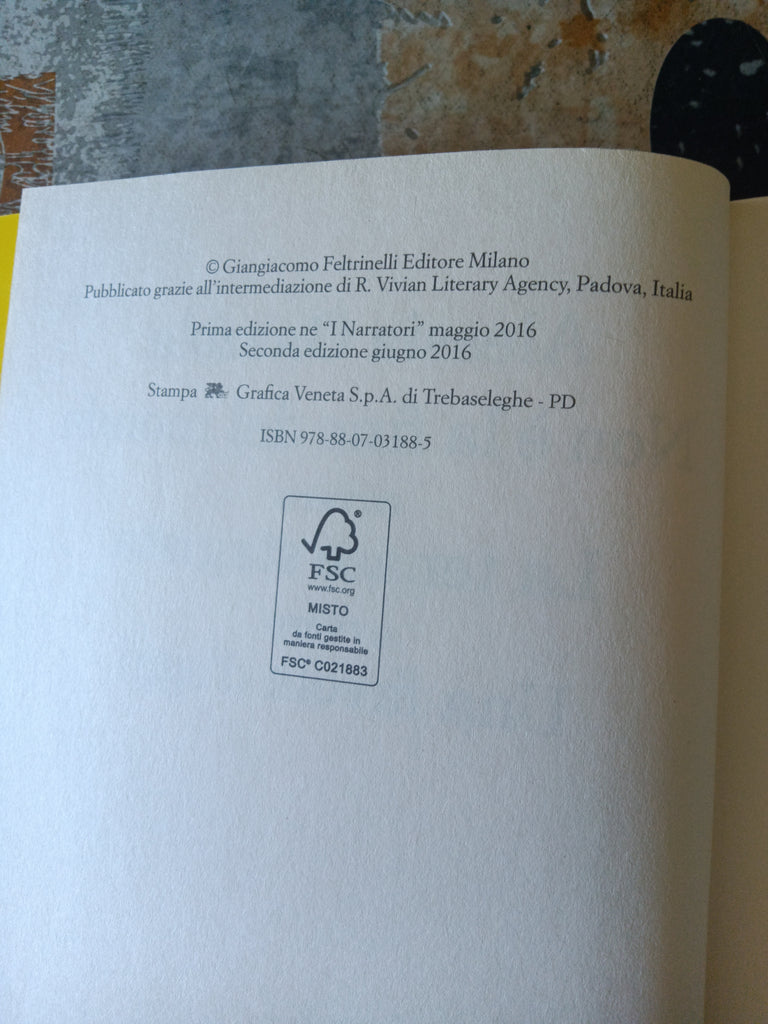 © Giangiacomo Feltrinelli Editore Milano
Pubblicato grazie all'intermediazione di R. Vivian Literary Agency, Padova, Italia
Prima edizione ne “I Narratori” maggio 2016
Seconda edizione giugno 2016
Stampa Grafica Veneta S.p.A. di Trebaseleghe - PD
ISBN 978-88-07-03188-5
®
FSC
www.fsc.org
MISTO
Carta
da fonti gestite in
maniera responsabile
FSC® C021883